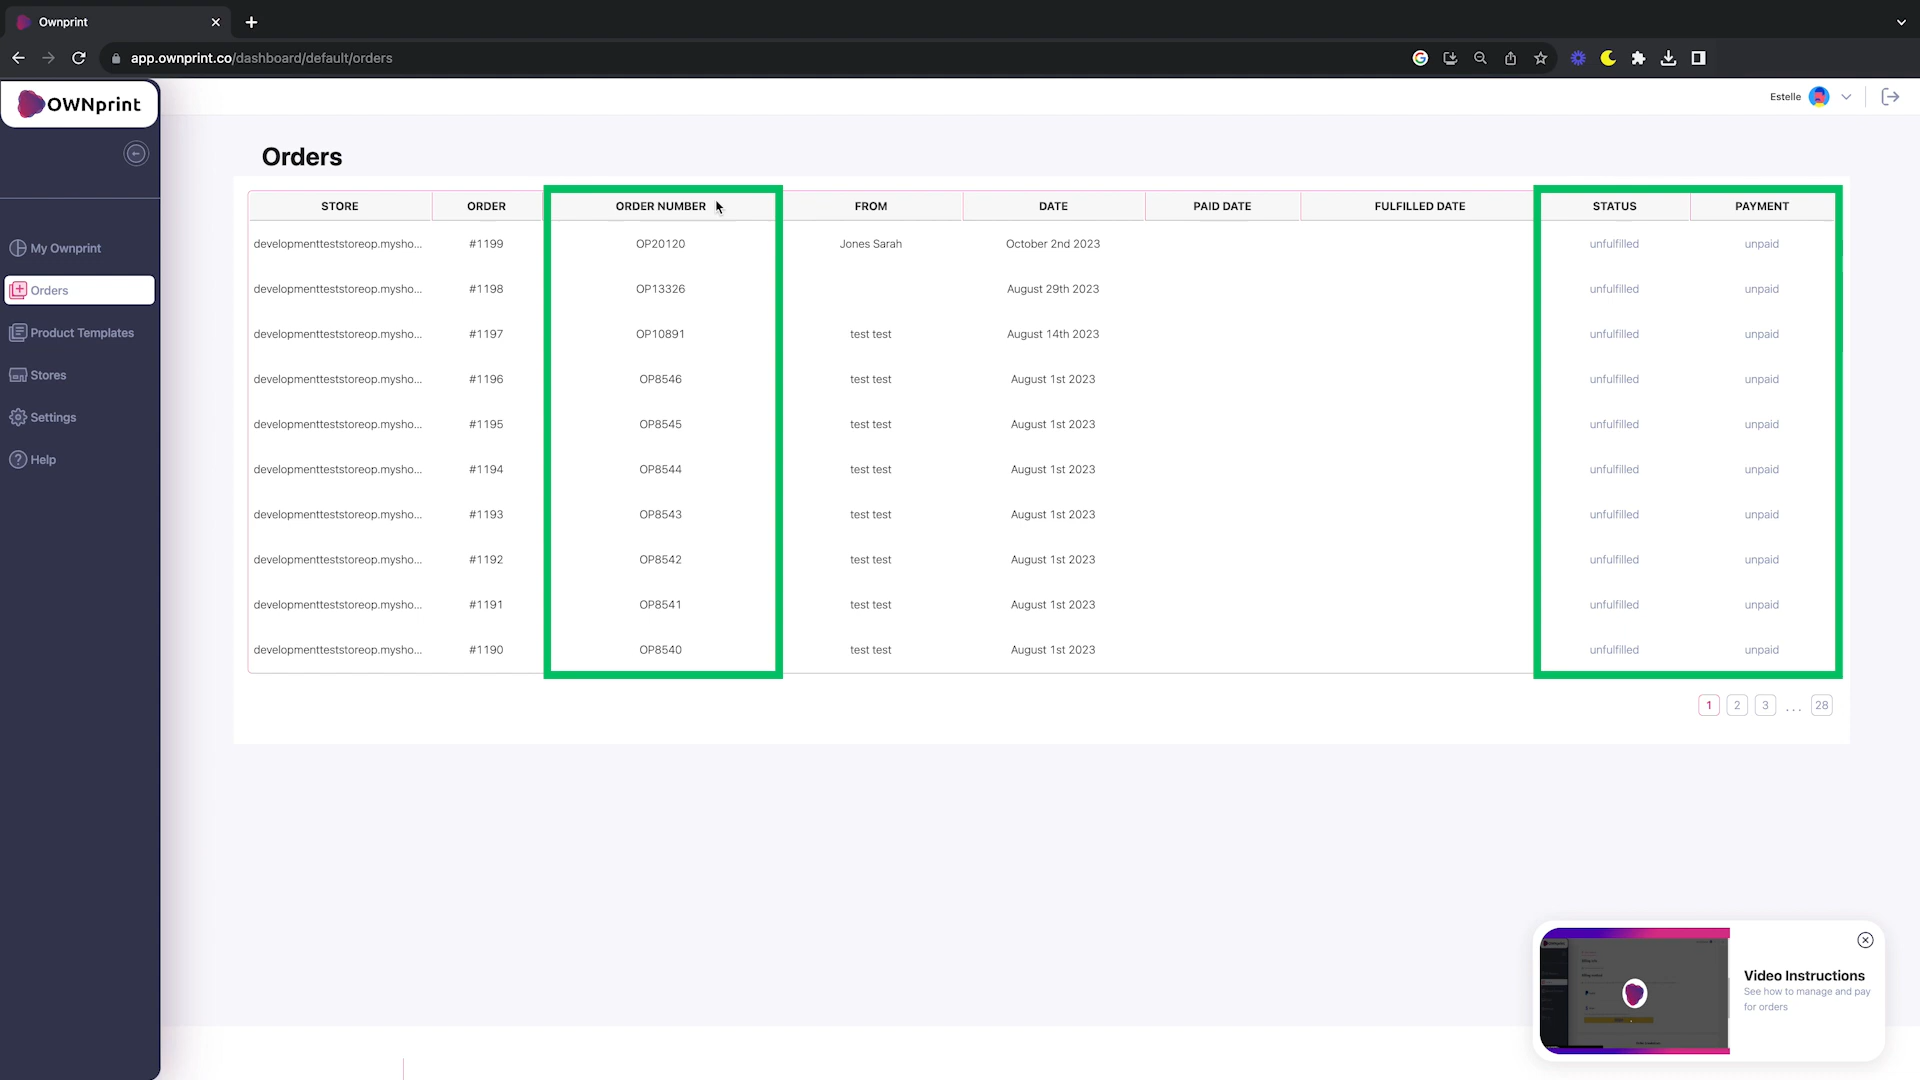 Ownprint
app.ownprint.co/dashboard/default/orders
OWNprint
Estelle
My Ownprint
Orders
Product Templates
Stores
Settings
Help
Orders
STORE ORDER ORDER NUMBER FROM DATE PAID DATE FULFILLED DATE STATUS PAYMENT
developmentteststoreop.mysho... #1199 OP20120 Jones Sarah October 2nd 2023 unfulfilled unpaid
developmentteststoreop.mysho... #1198 OP13326 August 29th 2023 unfulfilled unpaid
developmentteststoreop.mysho... #1197 OP10891 test test August 14th 2023 unfulfilled unpaid
developmentteststoreop.mysho... #1196 OP8546 test test August 1st 2023 unfulfilled unpaid
developmentteststoreop.mysho... #1195 OP8545 test test August 1st 2023 unfulfilled unpaid
developmentteststoreop.mysho... #1194 OP8544 test test August 1st 2023 unfulfilled unpaid
developmentteststoreop.mysho... #1193 OP8543 test test August 1st 2023 unfulfilled unpaid
developmentteststoreop.mysho... #1192 OP8542 test test August 1st 2023 unfulfilled unpaid
developmentteststoreop.mysho... #1191 OP8541 test test August 1st 2023 unfulfilled unpaid
developmentteststoreop.mysho... #1190 OP8540 test test August 1st 2023 unfulfilled unpaid
1 2 3 ... 28
Video Instructions
See how to manage and pay
for orders